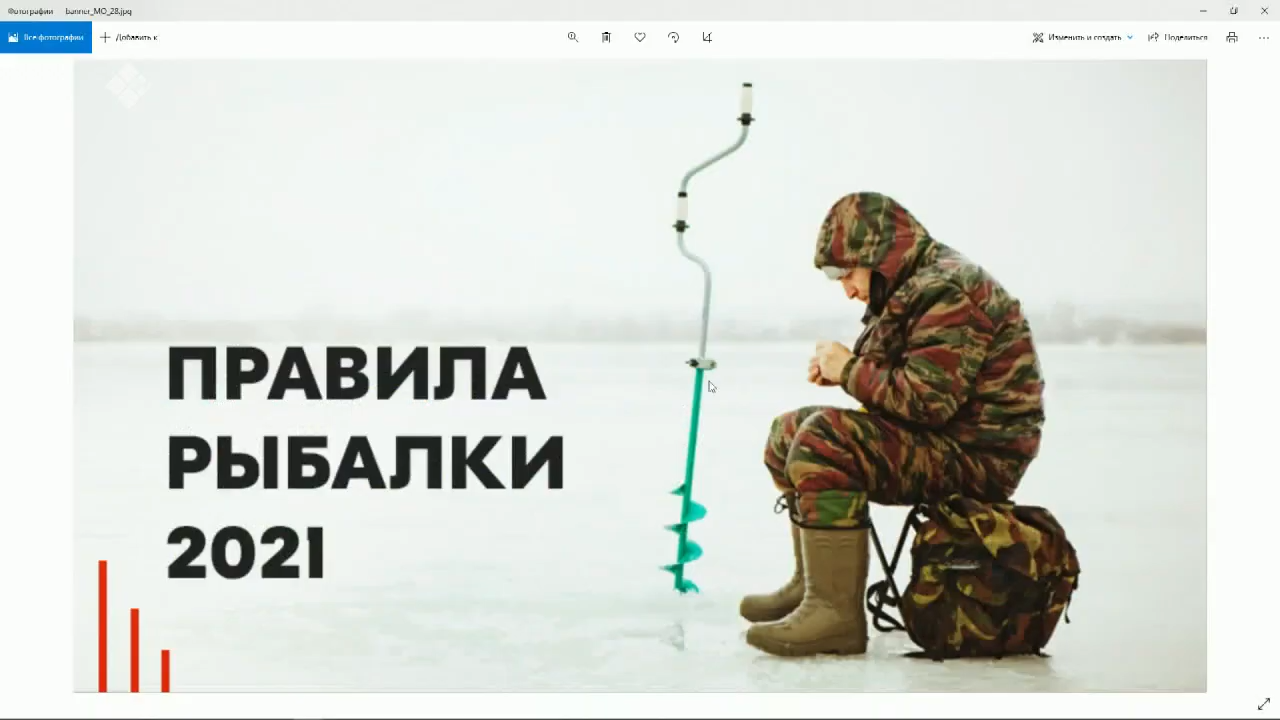 Фотографии banner_MO_28.jpg
Все фотографии
Добавить к
Изменить и создать
Поделиться
ПРАВИЛА
РЫБАЛКИ
2021